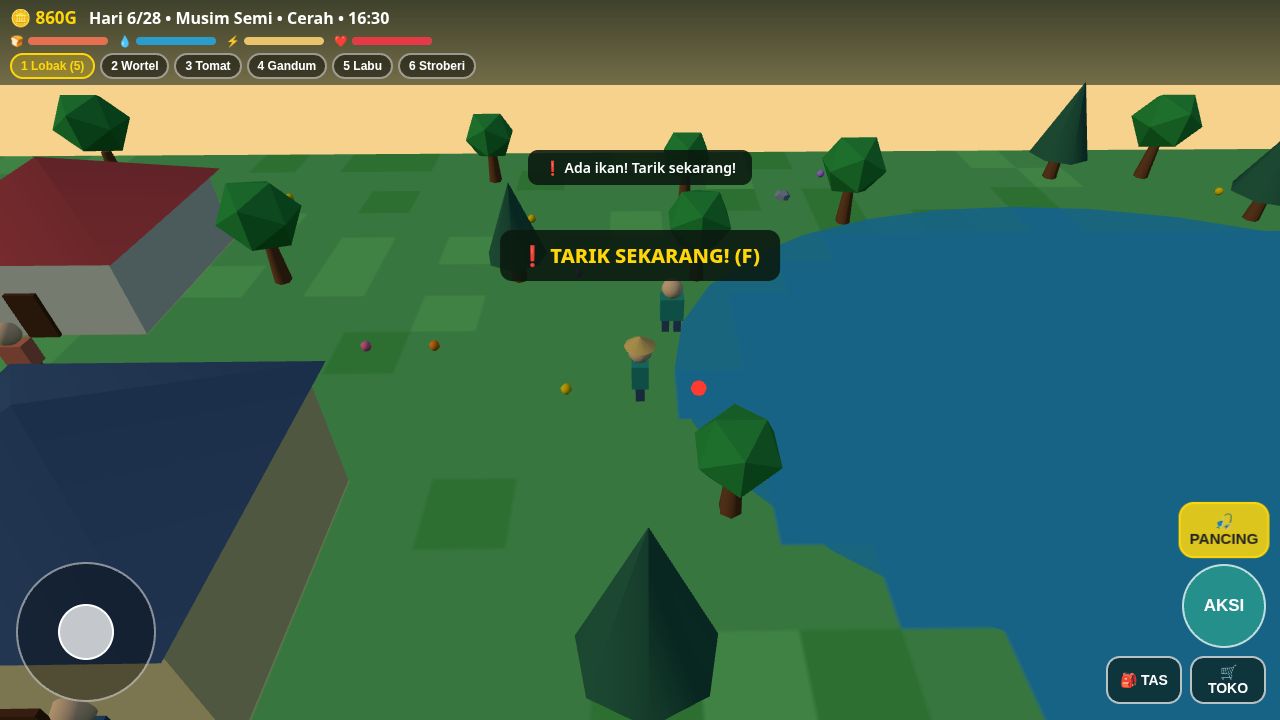 🪙 860G Hari 6/28 • Musim Semi • Cerah • 16:30
1 Lobak (5) 2 Wortel 3 Tomat 4 Gandum 5 Labu 6 Stroberi
❗ Ada ikan! Tarik sekarang!
❗ TARIK SEKARANG! (F)
🎣
PANCING
AKSI
🎒 TAS
🛒
TOKO